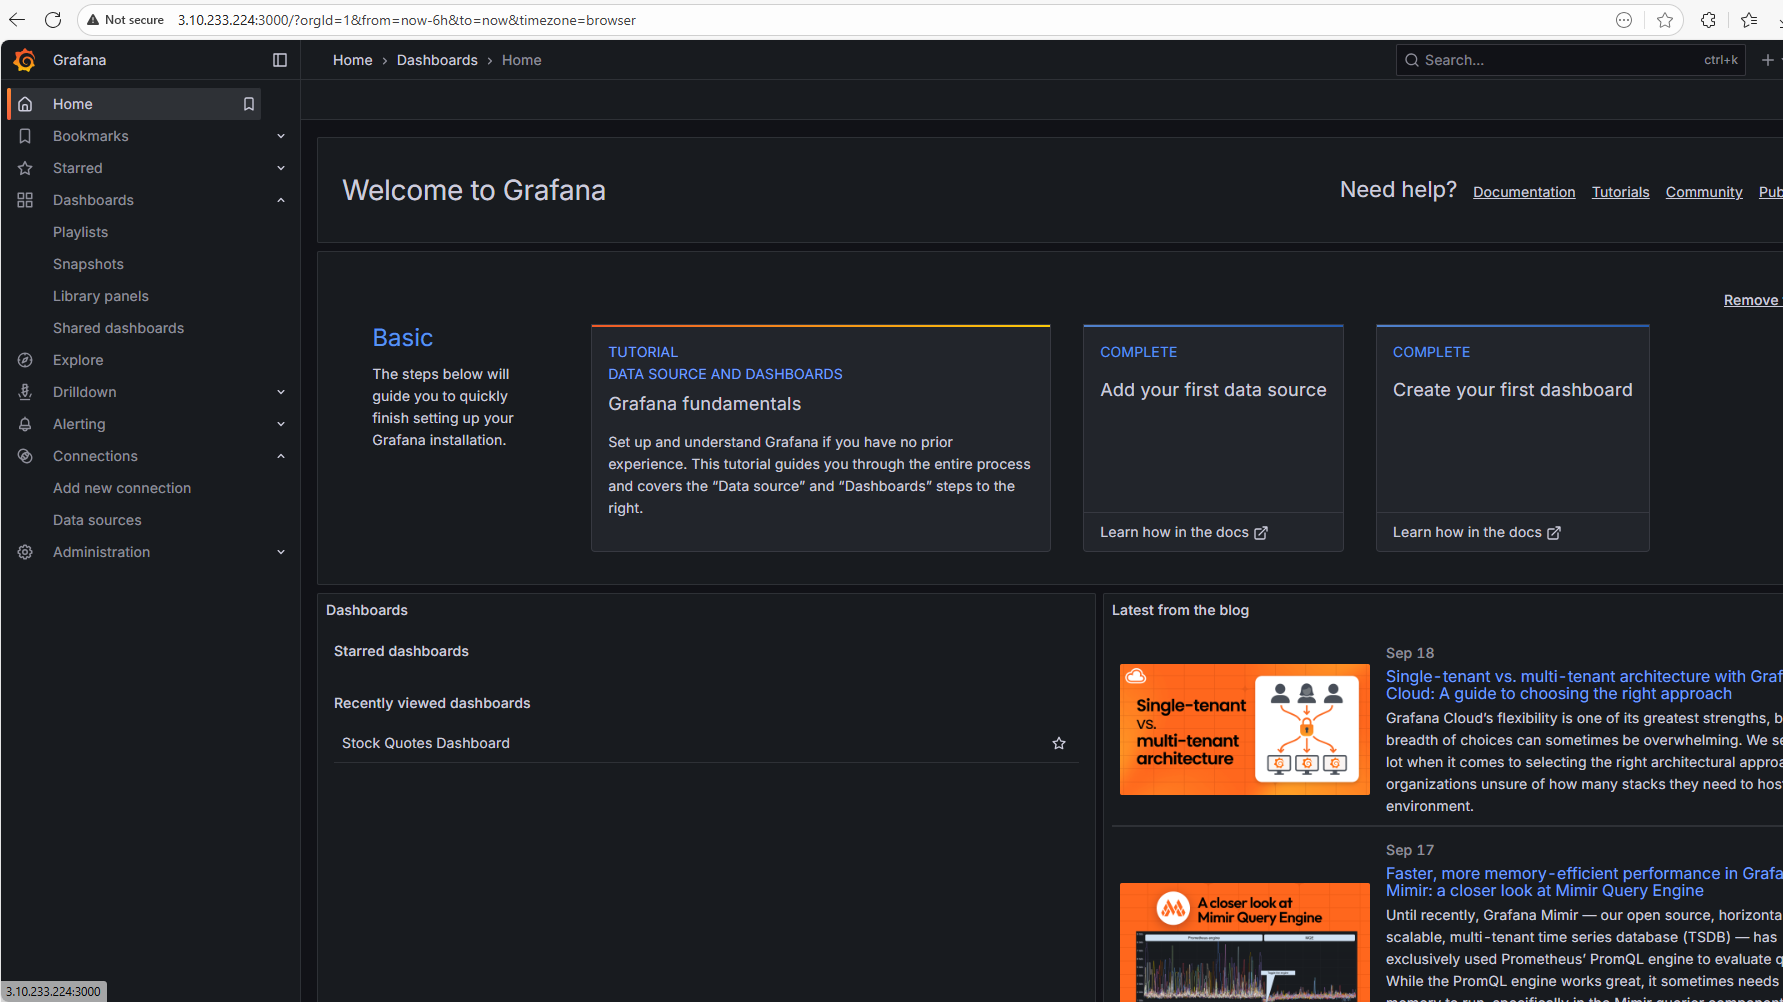 Not secure 3.10.233.224:3000/?orgId=1&from=now-6h&to=now&timezone=browser
Grafana
Home › Dashboards › Home
Search... ctrl+k
Home
Bookmarks
Starred
Dashboards
Playlists
Snapshots
Library panels
Shared dashboards
Explore
Drilldown
Alerting
Connections
Add new connection
Data sources
Administration
Welcome to Grafana
Need help? Documentation Tutorials Community Pub
Remove
Basic
The steps below will
guide you to quickly
finish setting up your
Grafana installation.
TUTORIAL
DATA SOURCE AND DASHBOARDS
Grafana fundamentals
Set up and understand Grafana if you have no prior
experience. This tutorial guides you through the entire process
and covers the “Data source” and “Dashboards” steps to the
right.
COMPLETE
Add your first data source
Learn how in the docs
COMPLETE
Create your first dashboard
Learn how in the docs
Dashboards
Starred dashboards
Recently viewed dashboards
Stock Quotes Dashboard
Latest from the blog
Single-tenant
vs.
multi-tenant
architecture
Sep 18
Single-tenant vs. multi-tenant architecture with Graf
Cloud: A guide to choosing the right approach
Grafana Cloud’s flexibility is one of its greatest strengths, b
breadth of choices can sometimes be overwhelming. We se
lot when it comes to selecting the right architectural approa
organizations unsure of how many stacks they need to host
environment.
A closer look at
Mimir Query Engine
Sep 17
Faster, more memory-efficient performance in Grafa
Mimir: a closer look at Mimir Query Engine
Until recently, Grafana Mimir — our open source, horizonta
scalable, multi-tenant time series database (TSDB) — has
exclusively used Prometheus’ PromQL engine to evaluate q
While the PromQL engine works great, it sometimes needs
memory to run, specifically in the Mimir querier component
3.10.233.224:3000